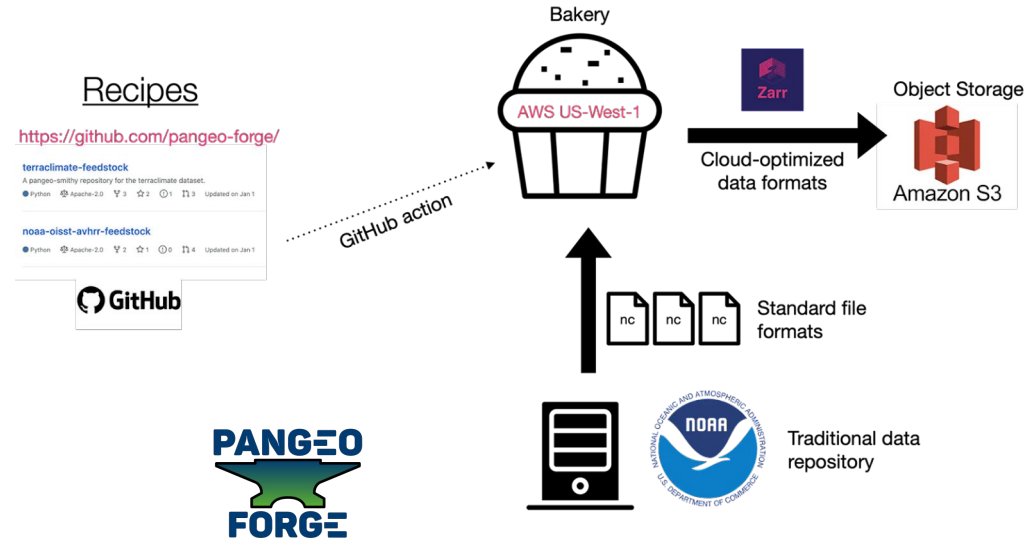 Bakery
Recipes
https://github.com/pangeo-forge/
terraclimate-feedstock
A pangeo-smithy repository for the terraclimate dataset.
Python Apache-2.0 3 2 1 3 Updated on Jan 1
noaa-oisst-avhrr-feedstock
Python Apache-2.0 2 1 0 4 Updated on Jan 1
GitHub
GitHub action
AWS US-West-1
Zarr
Cloud-optimized
data formats
Object Storage
Amazon S3
nc nc nc
Standard file
formats
NATIONAL OCEANIC AND ATMOSPHERIC ADMINISTRATION
NOAA
U.S. DEPARTMENT OF COMMERCE
Traditional data
repository
PANGEO
FORGE